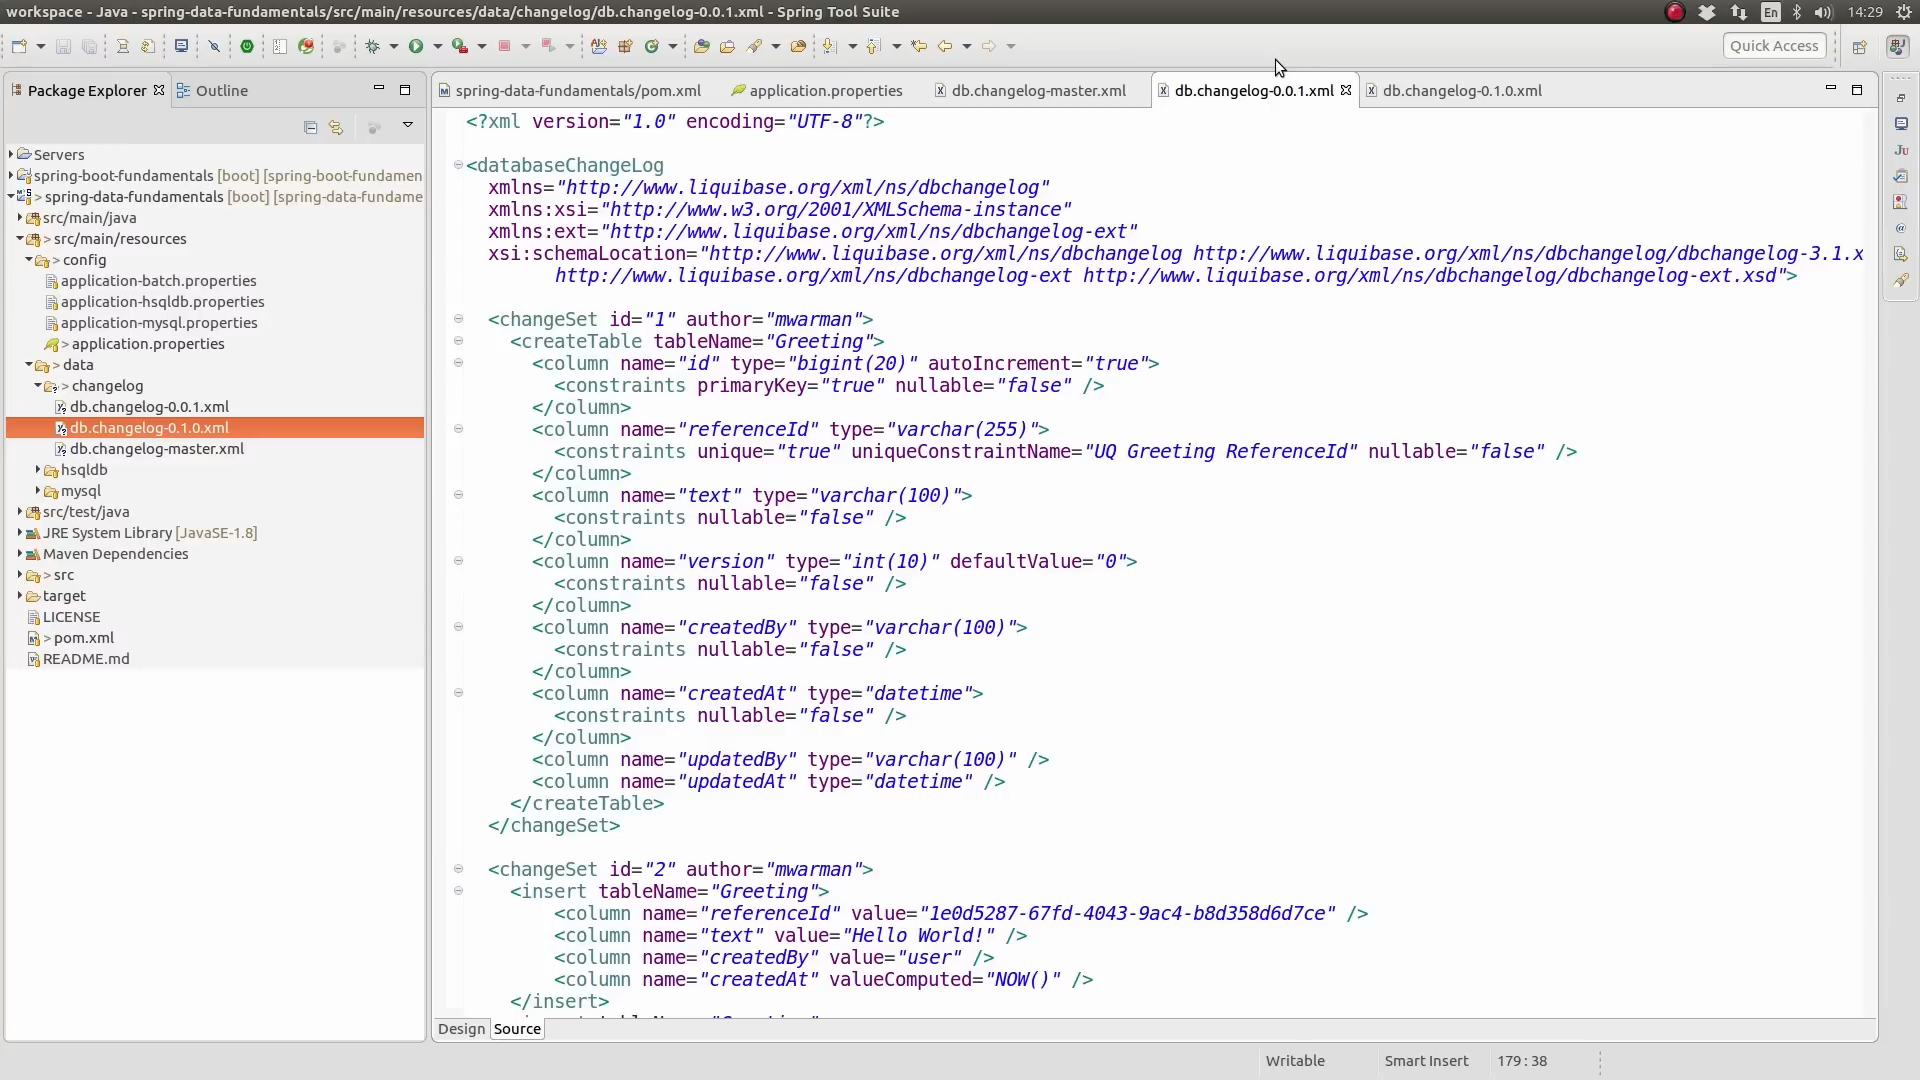 workspace - Java - spring-data-fundamentals/src/main/resources/data/changelog/db.changelog-0.0.1.xml - Spring Tool Suite
En
14:29
Quick Access
Package Explorer
Outline
spring-data-fundamentals/pom.xml
application.properties
db.changelog-master.xml
db.changelog-0.0.1.xml
db.changelog-0.1.0.xml
Servers
spring-boot-fundamentals [boot] [spring-boot-fundamen
> spring-data-fundamentals [boot] [spring-data-fundame
src/main/java
> src/main/resources
> config
application-batch.properties
application-hsqldb.properties
application-mysql.properties
> application.properties
> data
> changelog
db.changelog-0.0.1.xml
db.changelog-0.1.0.xml
db.changelog-master.xml
hsqldb
mysql
src/test/java
JRE System Library [JavaSE-1.8]
Maven Dependencies
> src
target
LICENSE
> pom.xml
README.md
<?xml version="1.0" encoding="UTF-8"?>
<databaseChangeLog
xmlns="http://www.liquibase.org/xml/ns/dbchangelog"
xmlns:xsi="http://www.w3.org/2001/XMLSchema-instance"
xmlns:ext="http://www.liquibase.org/xml/ns/dbchangelog-ext"
xsi:schemaLocation="http://www.liquibase.org/xml/ns/dbchangelog http://www.liquibase.org/xml/ns/dbchangelog/dbchangelog-3.1.x
http://www.liquibase.org/xml/ns/dbchangelog-ext http://www.liquibase.org/xml/ns/dbchangelog/dbchangelog-ext.xsd">
<changeSet id="1" author="mwarman">
<createTable tableName="Greeting">
<column name="id" type="bigint(20)" autoIncrement="true">
<constraints primaryKey="true" nullable="false" />
</column>
<column name="referenceId" type="varchar(255)">
<constraints unique="true" uniqueConstraintName="UQ Greeting ReferenceId" nullable="false" />
</column>
<column name="text" type="varchar(100)">
<constraints nullable="false" />
</column>
<column name="version" type="int(10)" defaultValue="0">
<constraints nullable="false" />
</column>
<column name="createdBy" type="varchar(100)">
<constraints nullable="false" />
</column>
<column name="createdAt" type="datetime">
<constraints nullable="false" />
</column>
<column name="updatedBy" type="varchar(100)" />
<column name="updatedAt" type="datetime" />
</createTable>
</changeSet>
<changeSet id="2" author="mwarman">
<insert tableName="Greeting">
<column name="referenceId" value="1e0d5287-67fd-4043-9ac4-b8d358d6d7ce" />
<column name="text" value="Hello World!" />
<column name="createdBy" value="user" />
<column name="createdAt" valueComputed="NOW()" />
</insert>
Design
Source
Writable
Smart Insert
179 : 38